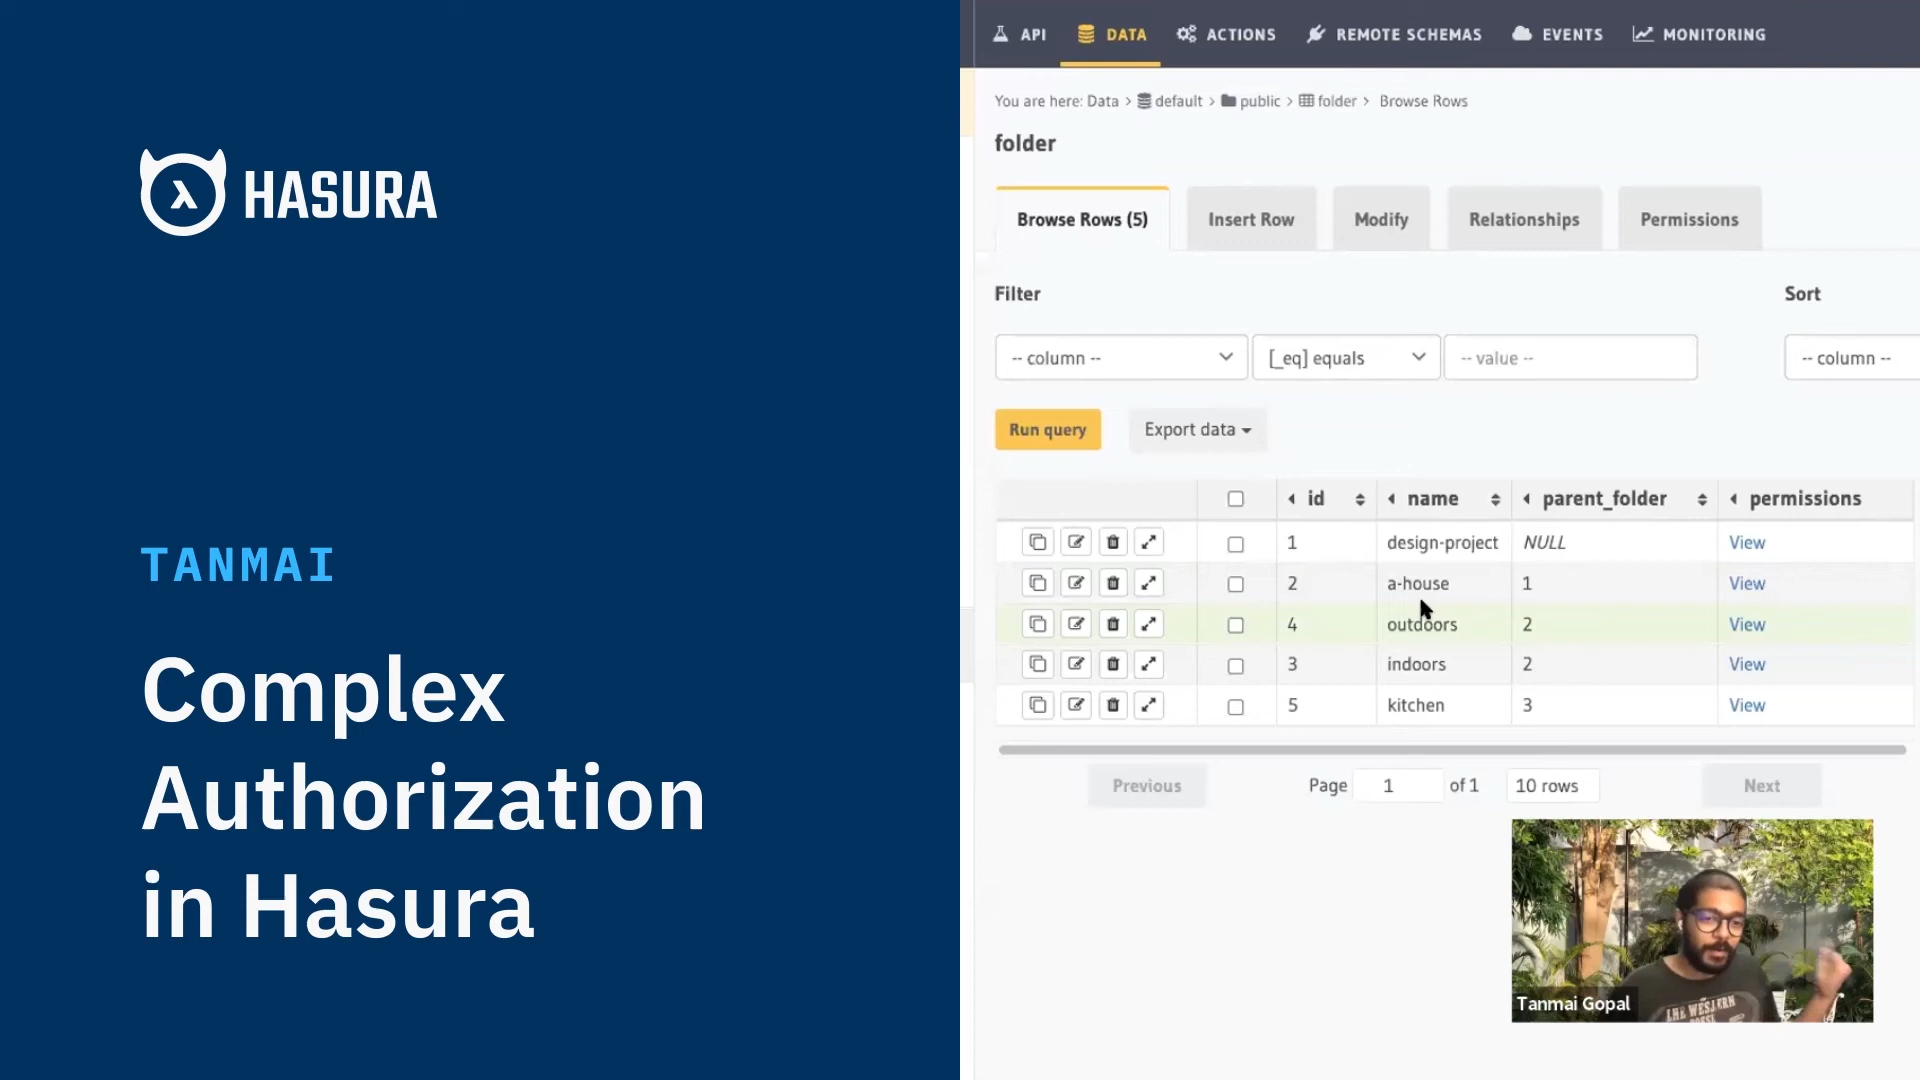 HASURA
TANMAI
Complex
Authorization
in Hasura
API DATA ACTIONS REMOTE SCHEMAS EVENTS MONITORING
You are here: Data > default > public > folder > Browse Rows
folder
Browse Rows (5) Insert Row Modify Relationships Permissions
Filter Sort
-- column -- [_eq] equals -- value -- -- column --
Run query Export data
id name parent_folder permissions
1 design-project NULL View
2 a-house 1 View
4 outdoors 2 View
3 indoors 2 View
5 kitchen 3 View
Previous Page 1 of 1 10 rows Next
THE WESTERN
Tanmai Gopal